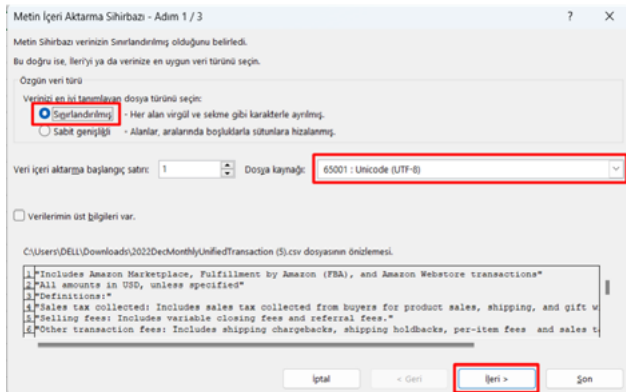 Metin İçeri Aktarma Sihirbazı - Adım 1 / 3 ? X
Metin Sihirbazı verinizin Sınırlandırılmış olduğunu belirledi.
Bu doğru ise, İleri'yi ya da verinize en uygun veri türünü seçin.
Özgün veri türü
Verinizi en iyi tanımlayan dosya türünü seçin:
Sınırlandırılmış - Her alan virgül ve sekme gibi karakterle ayrılmış.
Sabit genişlikli - Alanlar, aralarında boşluklarla sütunlara hizalanmış.
Veri içeri aktarma başlangıç satırı: 1 Dosya kaynağı: 65001 : Unicode (UTF-8)
Verilerimin üst bilgileri var.
C:\Users\DELL\Downloads\2022DecMonthlyUnifiedTransaction (5).csv dosyasının önizlemesi.
1 "Includes Amazon Marketplace, Fulfillment by Amazon (FBA), and Amazon Webstore transactions"
2 "All amounts in USD, unless specified"
3 "Definitions:"
4 "Sales tax collected: Includes sales tax collected from buyers for product sales, shipping, and gift w
5 "Selling fees: Includes variable closing fees and referral fees."
6 "Other transaction fees: Includes shipping chargebacks, shipping holdbacks, per-item fees and sales t
İptal < Geri İleri > Son